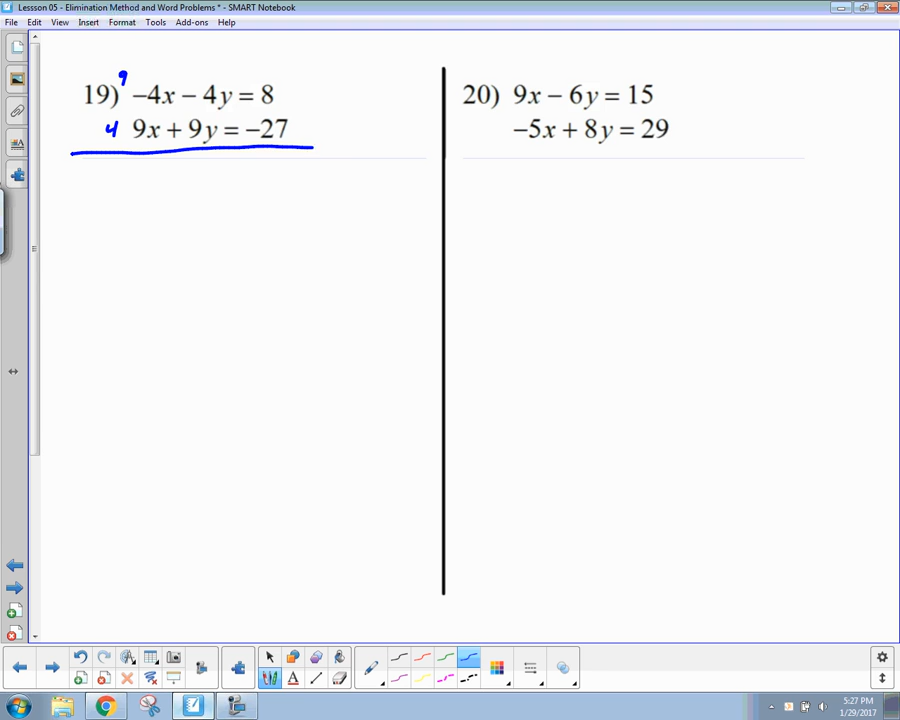 Lessson 05 - Elimination Method and Word Problems * - SMART Notebook
File Edit View Insert Format Tools Add-ons Help
9
19) −4x − 4y = 8
4 9x + 9y = −27
20) 9x − 6y = 15
−5x + 8y = 29
A
5:27 PM
1/29/2017